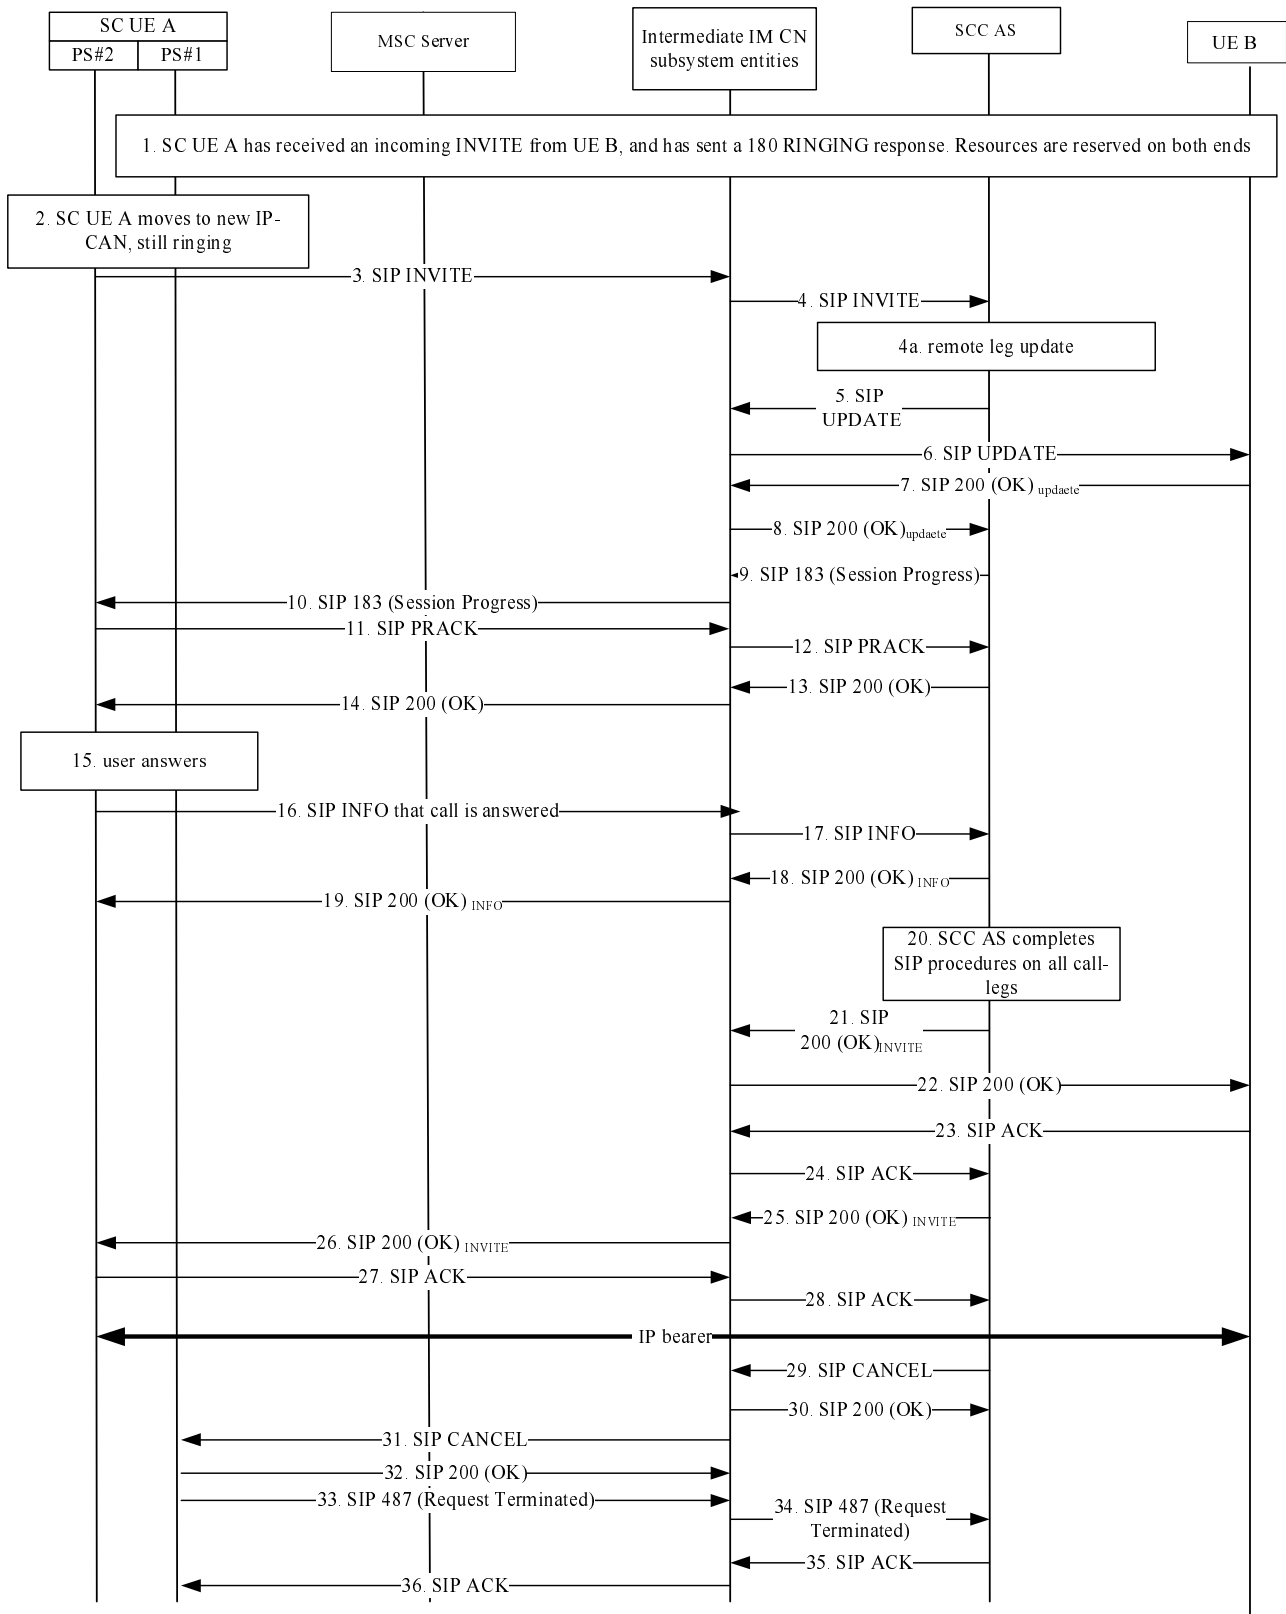 SC UE A
PS#2
PS#1
MSC Server
Intermediate IM CN
subsystem entities
SCC AS
UE B
1. SC UE A has received an incoming INVITE from UE B, and has sent a 180 RINGING response. Resources are reserved on both ends
2. SC UE A moves to new IP-
CAN, still ringing
3. SIP INVITE
4. SIP INVITE
4a. remote leg update
5. SIP
UPDATE
6. SIP UPDATE
7. SIP 200 (OK) updaete
8. SIP 200 (OK)updaete
9. SIP 183 (Session Progress)
10. SIP 183 (Session Progress)
11. SIP PRACK
12. SIP PRACK
13. SIP 200 (OK)
14. SIP 200 (OK)
15. user answers
16. SIP INFO that call is answered
17. SIP INFO
18. SIP 200 (OK) INFO
19. SIP 200 (OK) INFO
20. SCC AS completes
SIP procedures on all call-
legs
21. SIP
200 (OK)INVITE
22. SIP 200 (OK)
23. SIP ACK
24. SIP ACK
25. SIP 200 (OK) INVITE
26. SIP 200 (OK) INVITE
27. SIP ACK
28. SIP ACK
IP bearer
29. SIP CANCEL
30. SIP 200 (OK)
31. SIP CANCEL
32. SIP 200 (OK)
33. SIP 487 (Request Terminated)
34. SIP 487 (Request
Terminated)
35. SIP ACK
36. SIP ACK